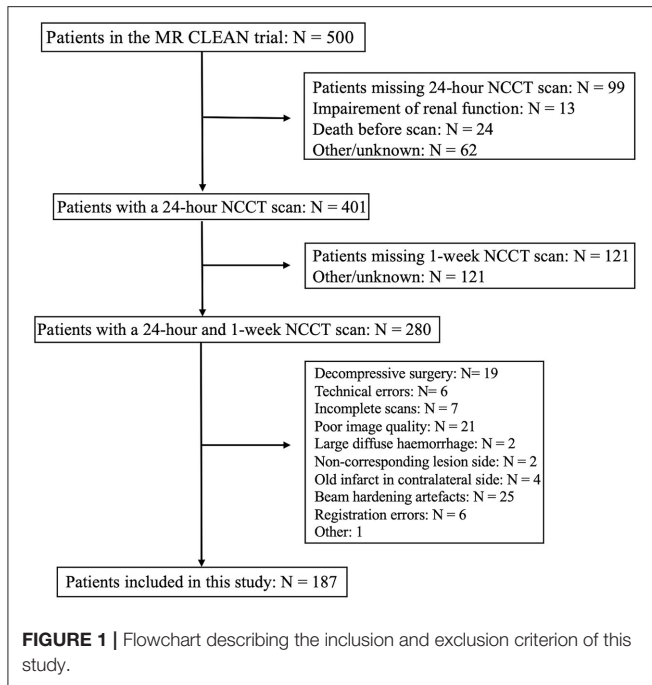 Patients in the MR CLEAN trial: N = 500
Patients missing 24-hour NCCT scan: N = 99
Impairement of renal function: N = 13
Death before scan: N = 24
Other/unknown: N = 62
Patients with a 24-hour NCCT scan: N = 401
Patients missing 1-week NCCT scan: N = 121
Other/unknown: N = 121
Patients with a 24-hour and 1-week NCCT scan: N = 280
Decompressive surgery: N= 19
Technical errors: N= 6
Incomplete scans: N = 7
Poor image quality: N = 21
Large diffuse haemorrhage: N = 2
Non-corresponding lesion side: N = 2
Old infarct in contralateral side: N = 4
Beam hardening artefacts: N = 25
Registration errors: N = 6
Other: 1
Patients included in this study: N = 187
FIGURE 1 | Flowchart describing the inclusion and exclusion criterion of this
study.